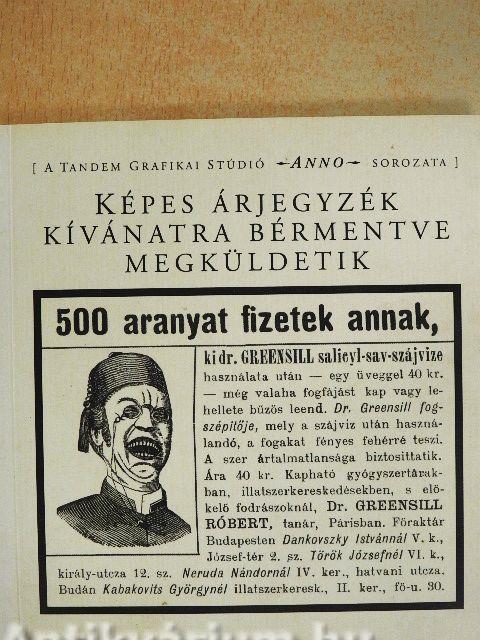 [ A TANDEM GRAFIKAI STÚDIÓ ANNO SOROZATA ]
KÉPES ÁRJEGYZÉK
KÍVÁNATRA BÉRMENTVE
MEGKÜLDETIK
500 aranyat fizetek annak,
ki dr. GREENSILL salicyl-sav-szájvize
használata után — egy üveggel 40 kr.
— még valaha fogfájást kap vagy le-
hellete büzös leend. Dr. Greensill fog-
szépitője, mely a szájviz után haszná-
landó, a fogakat fényes fehérré teszi.
A szer ártalmatlansága biztosittatik.
Ára 40 kr. Kapható gyógyszertárak-
ban, illatszerkereskedésekben, s elő-
kelő fodrászoknál, Dr. GREENSILL
RÓBERT, tanár, Párisban. Főraktár
Budapesten Dankovszky Istvánnál V. k.,
József-tér 2. sz. Török Józsefnél VI. k.,
király-utcza 12. sz. Neruda Nándornál IV. ker., hatvani utcza.
Budán Kabakovits Györgynél illatszerkeresk., II. ker., fő-u. 30.
Antikvárium.hu